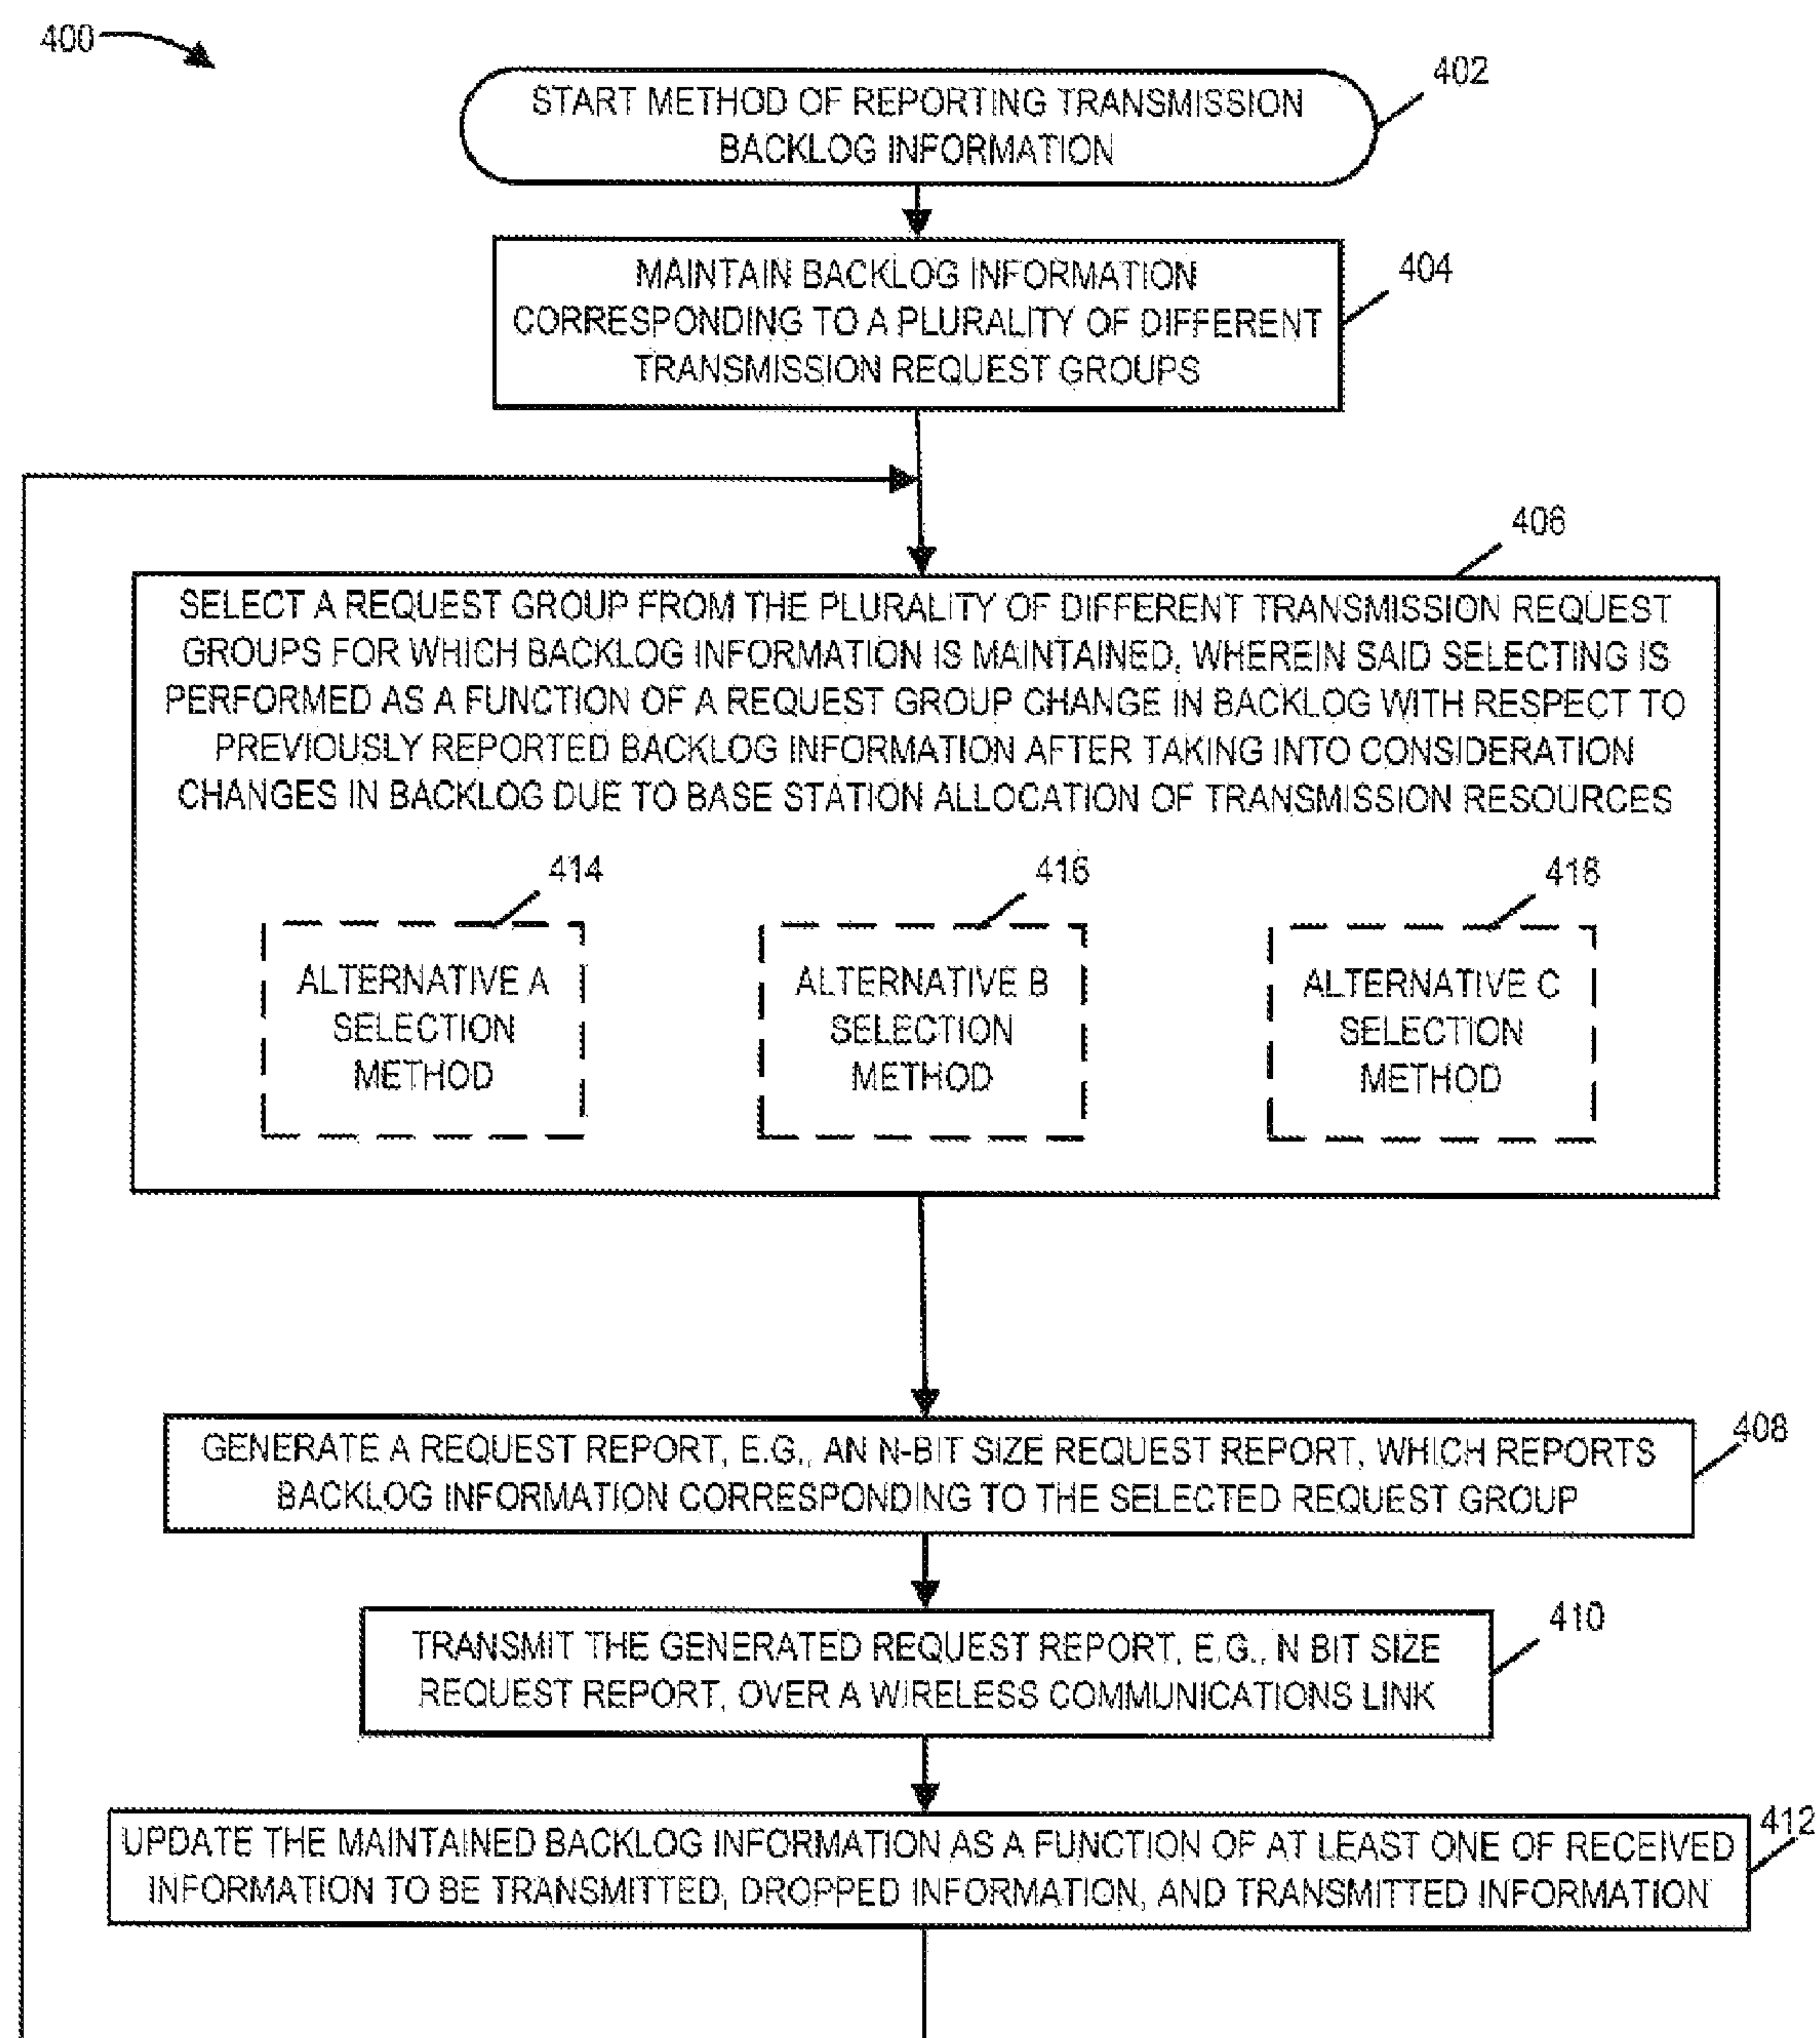 400
402
START METHOD OF REPORTING TRANSMISSION
BACKLOG INFORMATION
404
MAINTAIN BACKLOG INFORMATION
CORRESPONDING TO A PLURALITY OF DIFFERENT
TRANSMISSION REQUEST GROUPS
406
SELECT A REQUEST GROUP FROM THE PLURALITY OF DIFFERENT TRANSMISSION REQUEST
GROUPS FOR WHICH BACKLOG INFORMATION IS MAINTAINED, WHEREIN SAID SELECTING IS
PERFORMED AS A FUNCTION OF A REQUEST GROUP CHANGE IN BACKLOG WITH RESPECT TO
PREVIOUSLY REPORTED BACKLOG INFORMATION AFTER TAKING INTO CONSIDERATION
CHANGES IN BACKLOG DUE TO BASE STATION ALLOCATION OF TRANSMISSION RESOURCES
414
ALTERNATIVE A
SELECTION
METHOD
416
ALTERNATIVE B
SELECTION
METHOD
418
ALTERNATIVE C
SELECTION
METHOD
408
GENERATE A REQUEST REPORT, E.G., AN N-BIT SIZE REQUEST REPORT, WHICH REPORTS
BACKLOG INFORMATION CORRESPONDING TO THE SELECTED REQUEST GROUP
410
TRANSMIT THE GENERATED REQUEST REPORT, E.G., N BIT SIZE
REQUEST REPORT, OVER A WIRELESS COMMUNICATIONS LINK
412
UPDATE THE MAINTAINED BACKLOG INFORMATION AS A FUNCTION OF AT LEAST ONE OF RECEIVED
INFORMATION TO BE TRANSMITTED, DROPPED INFORMATION, AND TRANSMITTED INFORMATION